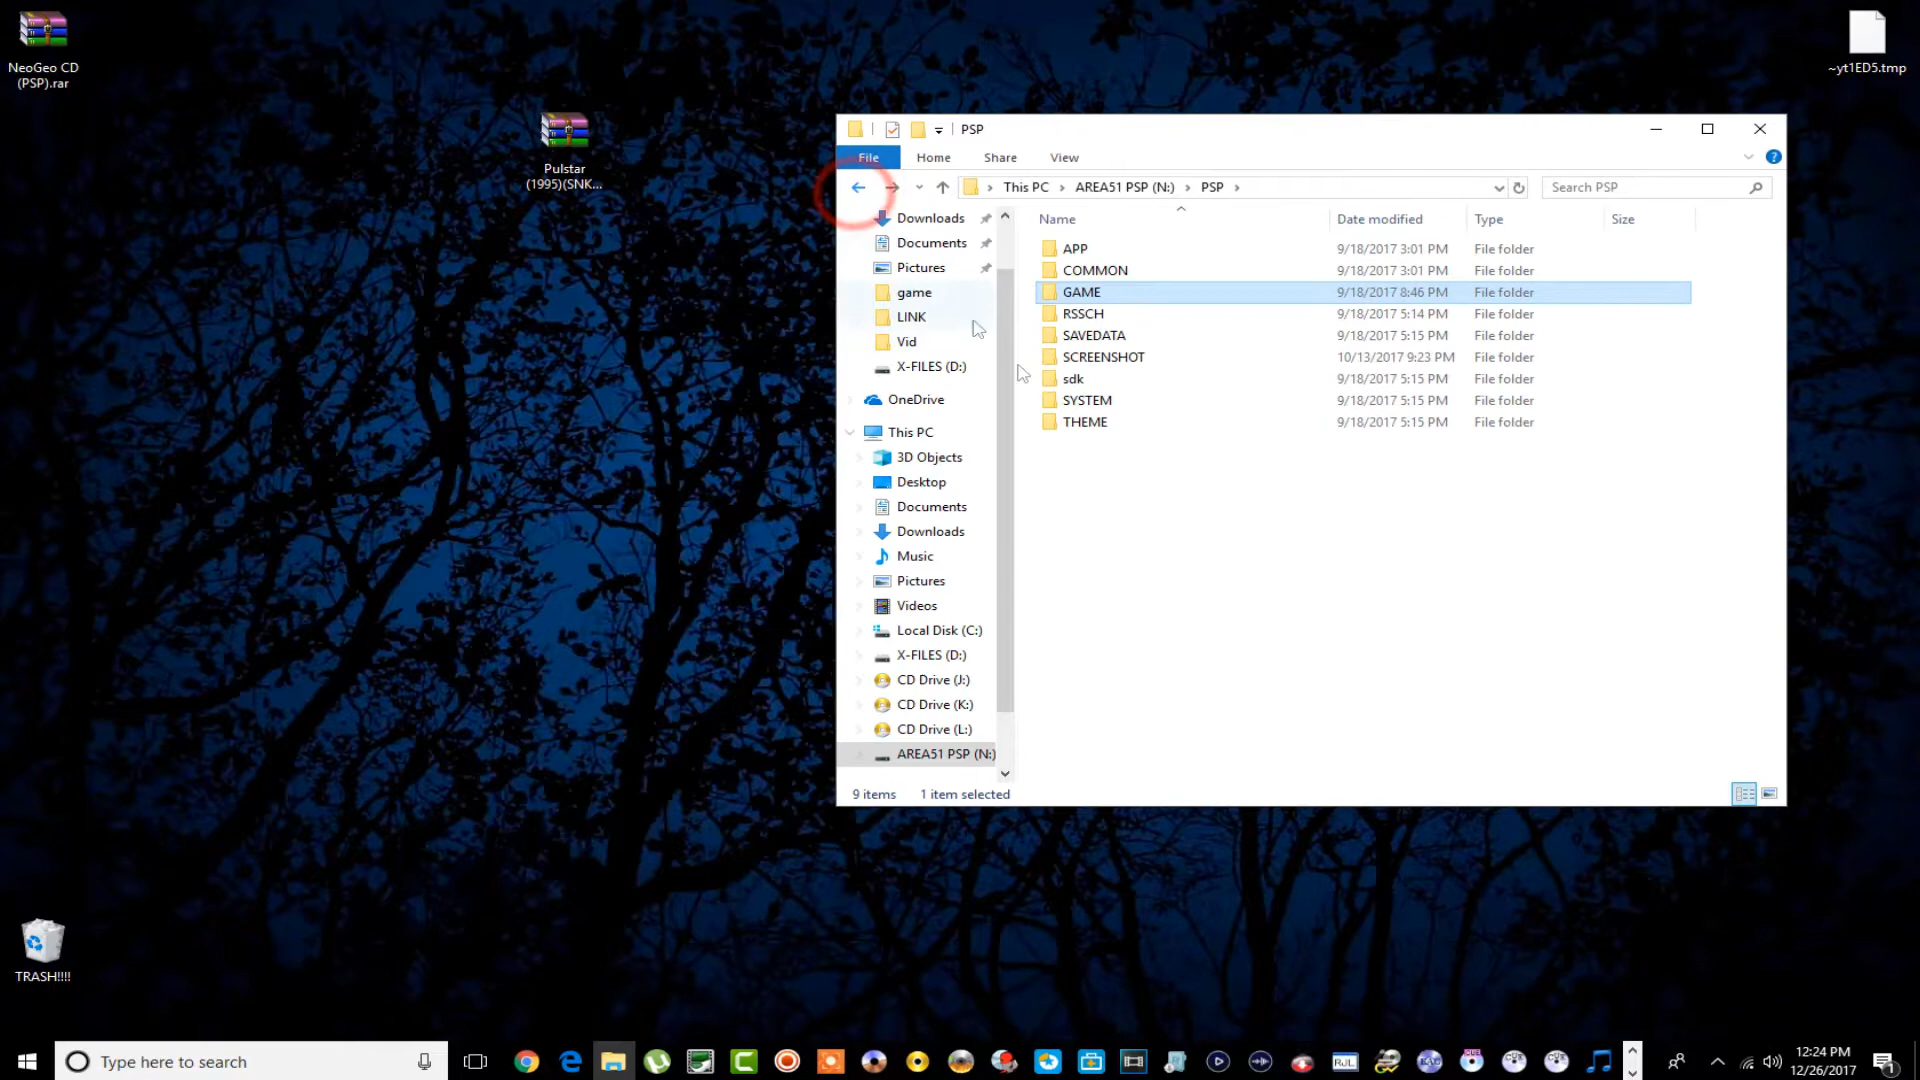 NeoGeo CD
(PSP).rar
Pulstar
(1995)(SNK...
~yt1ED5.tmp
TRASH!!!!
PSP
File Home Share View
This PC AREA51 PSP (N:) PSP
Search PSP
Downloads
Documents
Pictures
game
LINK
Vid
X-FILES (D:)
OneDrive
This PC
3D Objects
Desktop
Documents
Downloads
Music
Pictures
Videos
Local Disk (C:)
X-FILES (D:)
CD Drive (J:)
CD Drive (K:)
CD Drive (L:)
AREA51 PSP (N:)
Name Date modified Type Size
APP 9/18/2017 3:01 PM File folder
COMMON 9/18/2017 3:01 PM File folder
GAME 9/18/2017 8:46 PM File folder
RSSCH 9/18/2017 5:14 PM File folder
SAVEDATA 9/18/2017 5:15 PM File folder
SCREENSHOT 10/13/2017 9:23 PM File folder
sdk 9/18/2017 5:15 PM File folder
SYSTEM 9/18/2017 5:15 PM File folder
THEME 9/18/2017 5:15 PM File folder
9 items 1 item selected
Type here to search
RJL
12:24 PM
12/26/2017
1